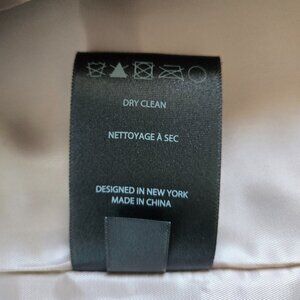 DRY CLEAN
NETTOYAGE À SEC
DESIGNED IN NEW YORK
MADE IN CHINA